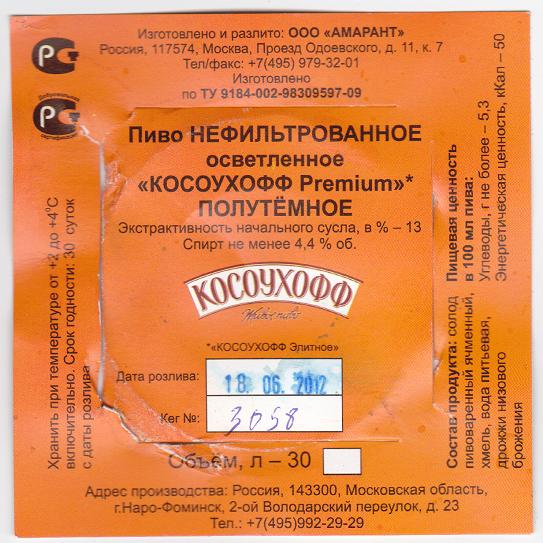 Изготовлено и разлито: ООО «АМАРАНТ»
Россия, 117574, Москва, Проезд Одоевского, д. 11, к. 7
Тел/факс: +7(495) 979-32-01
Изготовлено
по ТУ 9184-002-98309597-09
Добровольная
сертификация
Пиво НЕФИЛЬТРОВАННОЕ
осветленное
«КОСОУХОФФ Premium»*
ПОЛУТЁМНОЕ
Экстрактивность начального сусла, в % – 13
Спирт не менее 4,4 % об.
КОСОУХОФФ
Живое пиво
*«КОСОУХОФФ Элитное»
Дата розлива: 18. 06. 2012
Кег №: 3058
Объем, л – 30
Хранить при температуре от +2 до +4°С
включительно. Срок годности: 30 суток
с даты розлива
Пищевая ценность
в 100 мл пива:
Углеводы, г не более – 5,3
Энергетическая ценность, кКал – 50
Состав продукта: солод
пивоваренный ячменный,
хмель, вода питьевая,
дрожжи низового
брожения
Адрес производства: Россия, 143300, Московская область,
г.Наро-Фоминск, 2-ой Володарский переулок, д. 23
Тел.: +7(495)992-29-29